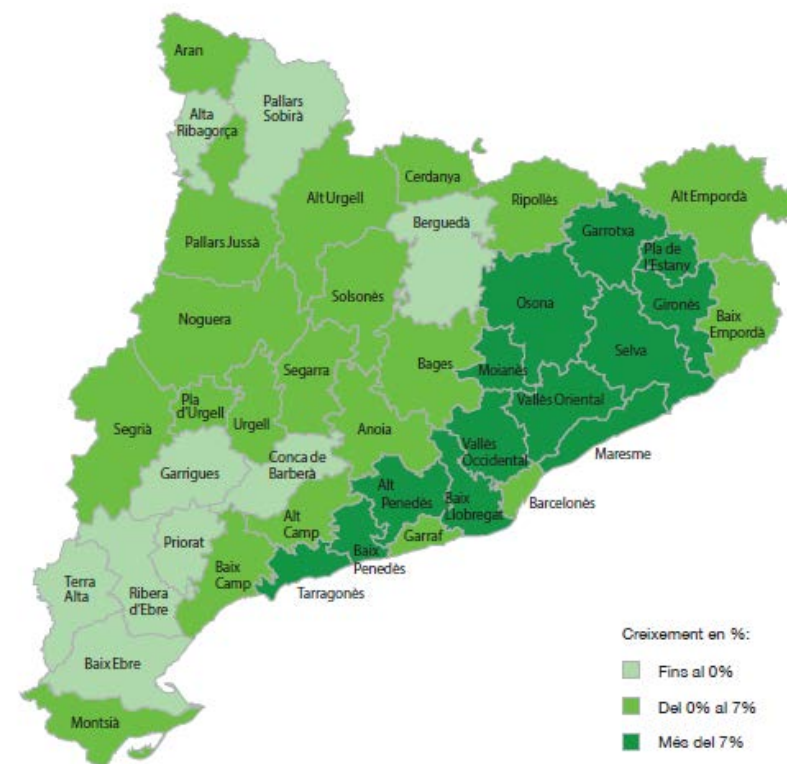 Aran
Pallars
Sobirà
Alta
Ribagorça
Cerdanya
Alt Urgell
Ripollès
Alt Empordà
Berguedà
Garrotxa
Pallars Jussà
Pla de
l'Estany
Solsonès
Osona
Gironès
Noguera
Baix
Empordà
Bages
Moianès
Selva
Segarra
Pla
d'Urgell
Vallès Oriental
Segrià
Urgell
Anoia
Vallès
Occidental
Conca de
Barberà
Maresme
Garrigues
Alt
Penedès
Baix
Llobregat
Barcelonès
Alt
Camp
Priorat
Garraf
Baix
Penedès
Baix
Camp
Terra
Alta
Ribera
d'Ebre
Tarragonès
Baix Ebre
Montsià
Creixement en %:
Fins al 0%
Del 0% al 7%
Més del 7%